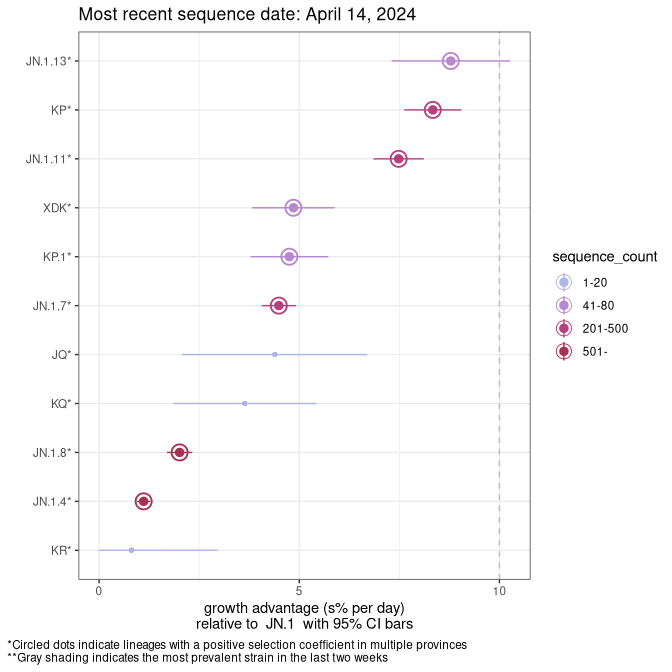 Most recent sequence date: April 14, 2024
JN.1.13*
KP*
JN.1.11*
XDK*
KP.1*
JN.1.7*
JQ*
KQ*
JN.1.8*
JN.1.4*
KR*
0 5 10
growth advantage (s% per day)
relative to JN.1 with 95% CI bars
sequence_count
1-20
41-80
201-500
501-
*Circled dots indicate lineages with a positive selection coefficient in multiple provinces
**Gray shading indicates the most prevalent strain in the last two weeks